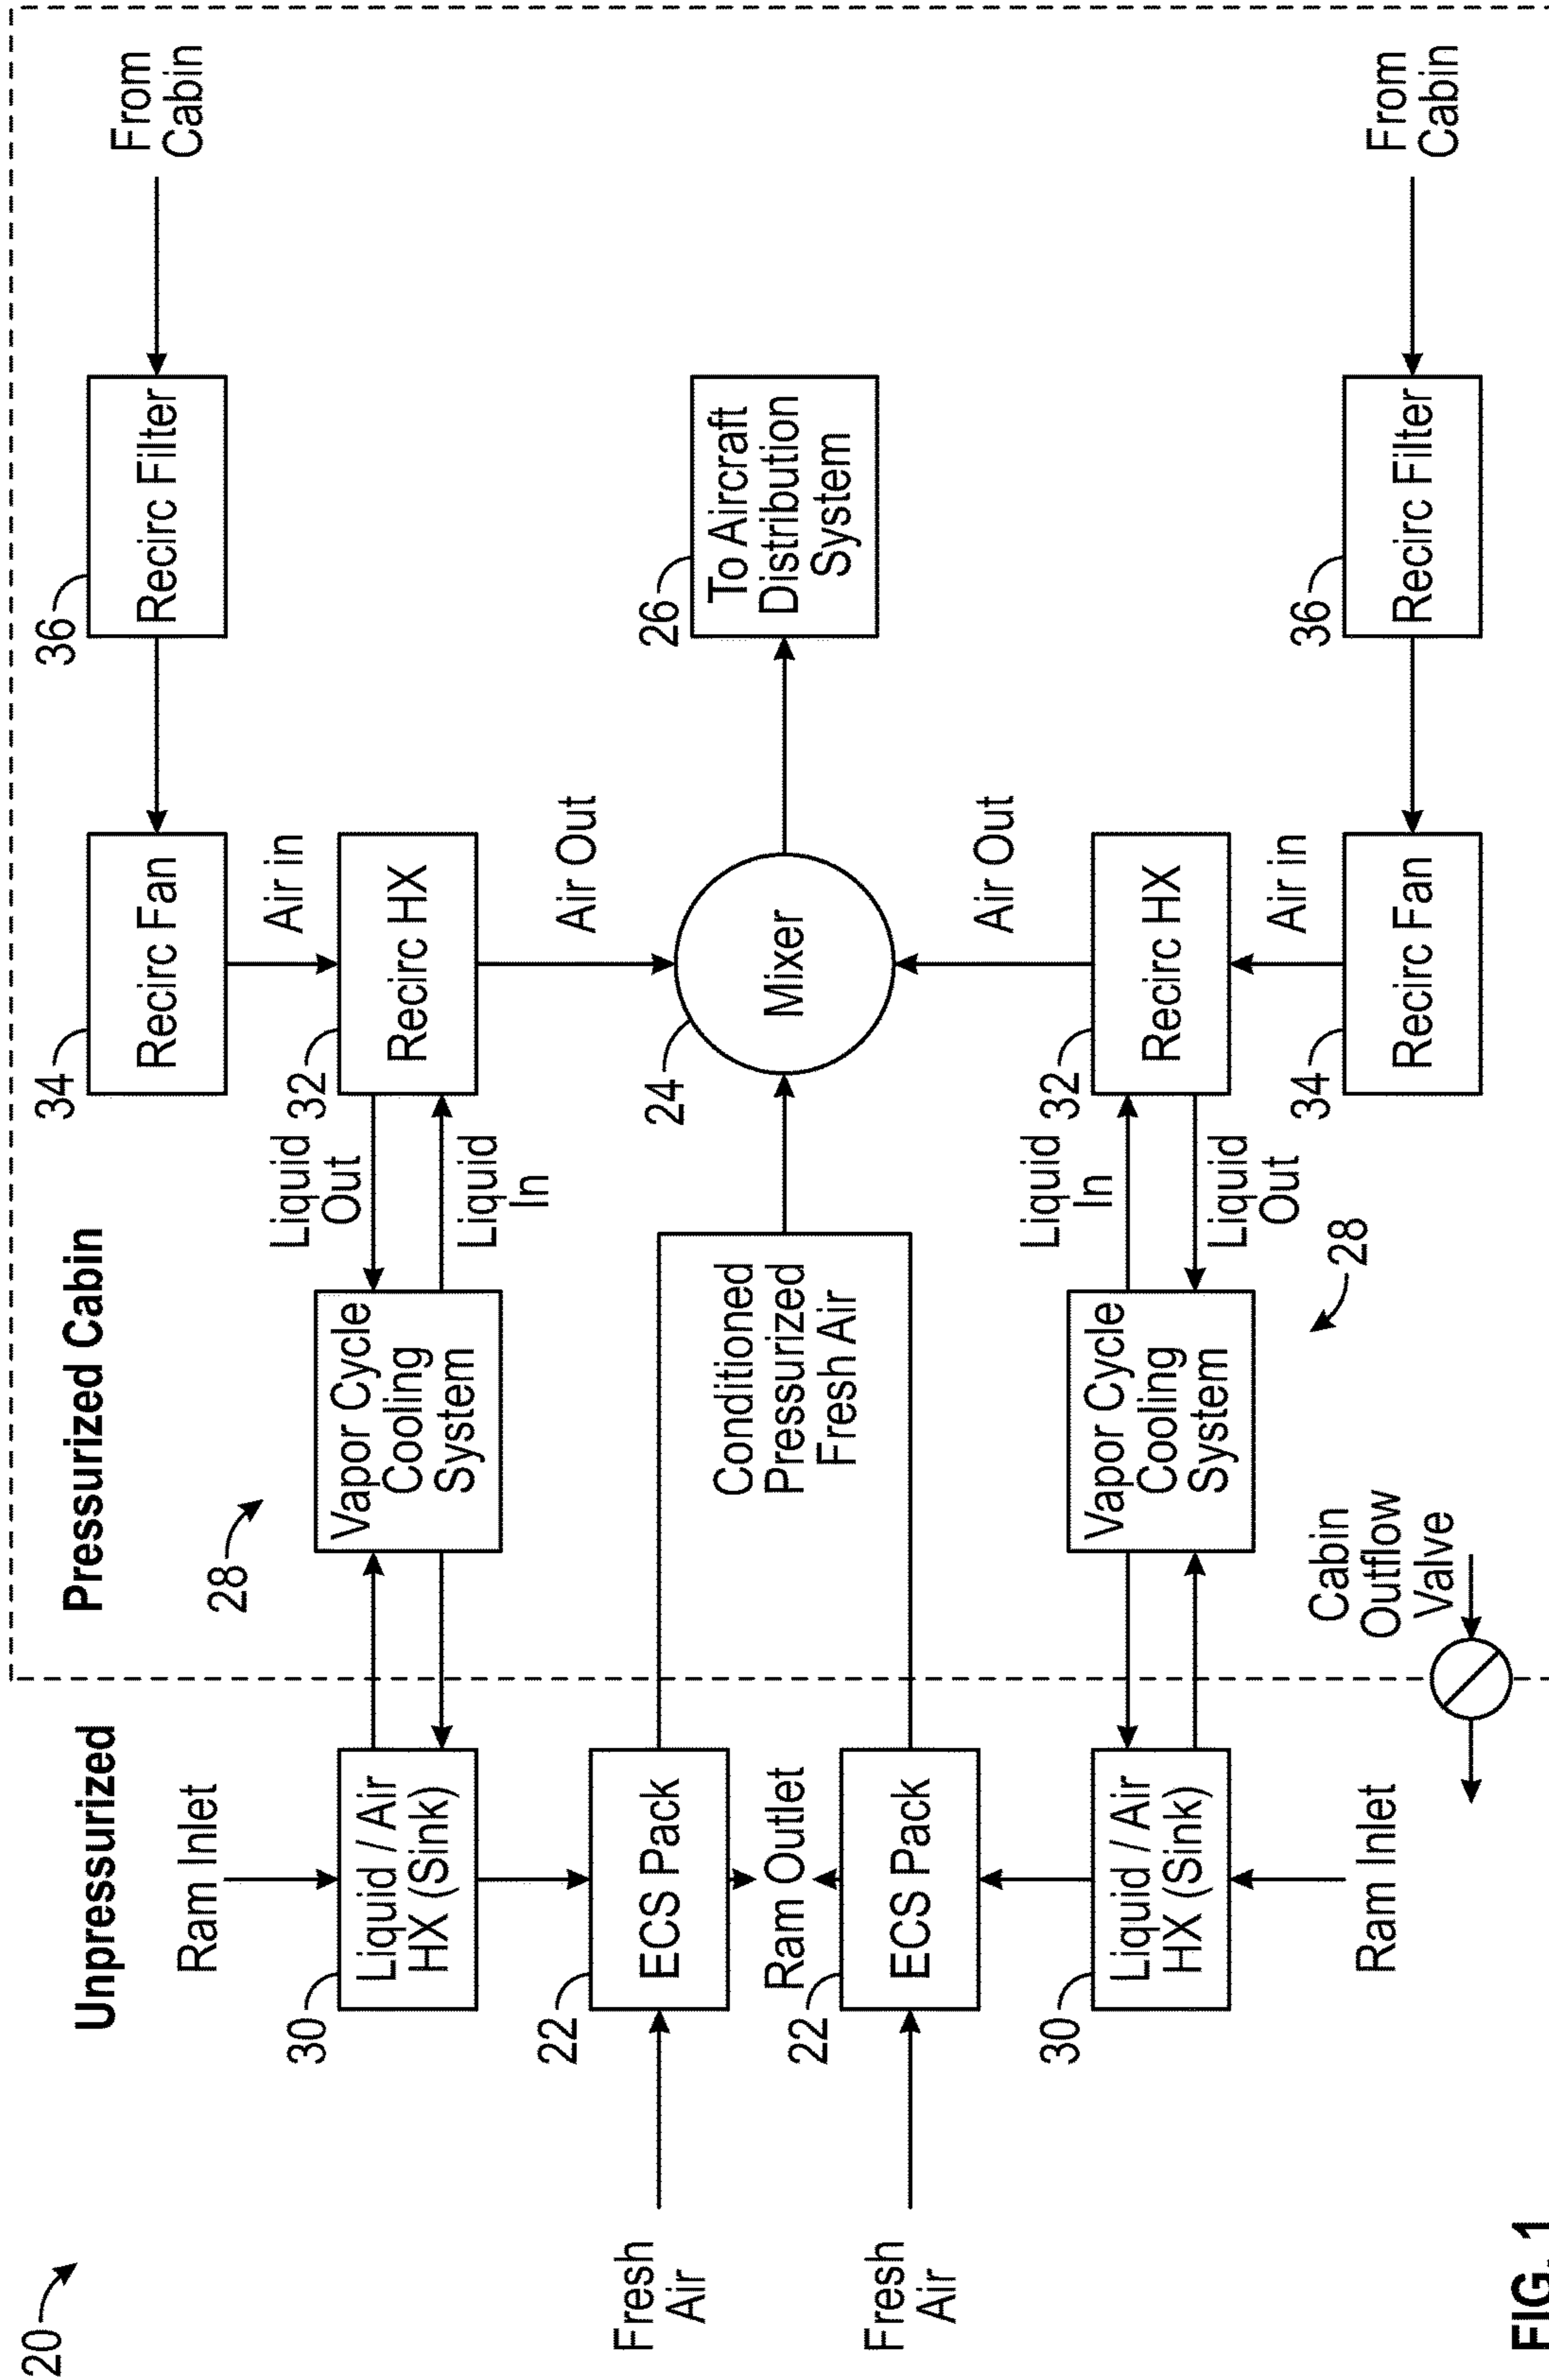 20
Unpressurized
Pressurized Cabin
Ram Inlet
30
Liquid / Air
HX (Sink)
28
Vapor Cycle
Cooling
System
Liquid
Out
Liquid
In
34
Recirc Fan
Air in
32
Recirc HX
Air Out
36
Recirc Filter
From
Cabin
Fresh
Air
22
ECS Pack
Ram Outlet
Conditioned
Pressurized
Fresh Air
24
Mixer
26
To Aircraft
Distribution
System
Fresh
Air
22
ECS Pack
30
Liquid / Air
HX (Sink)
Ram Inlet
Vapor Cycle
Cooling
System
28
Liquid
In
Liquid
Out
32
Recirc HX
Air Out
Air in
34
Recirc Fan
36
Recirc Filter
From
Cabin
Cabin
Outflow
Valve
FIG. 1